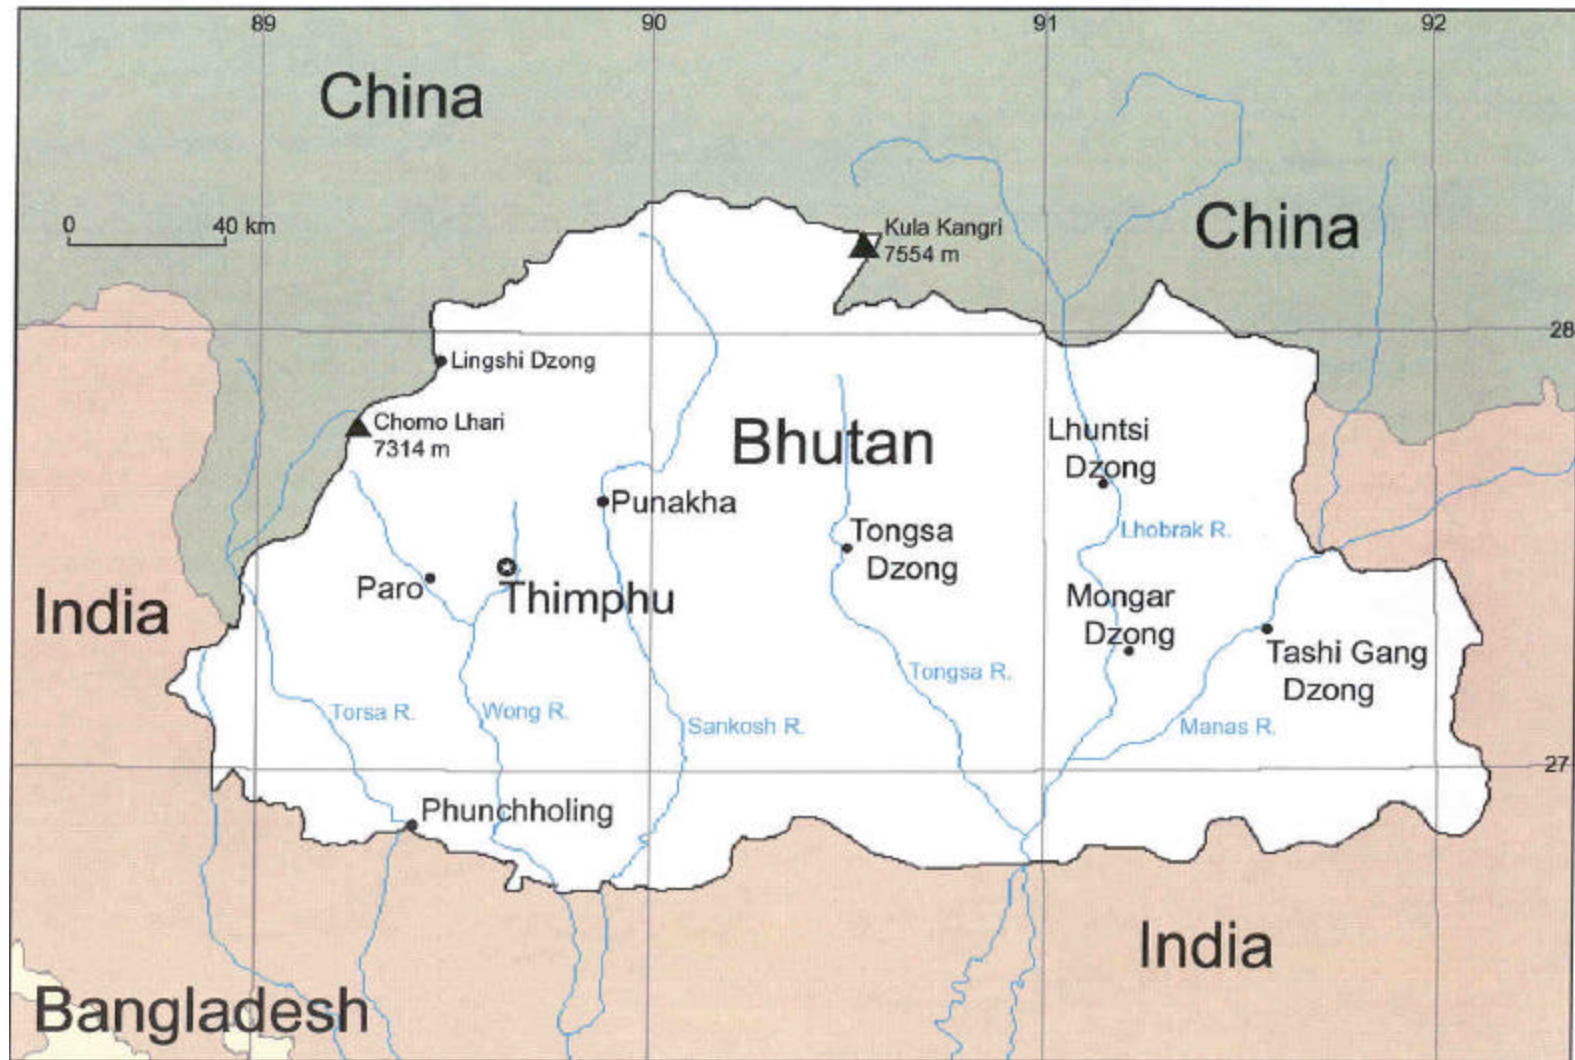 89 90 91 92
China
China
0 40 km
Kula Kangri
7554 m
28
Lingshi Dzong
Chomo Lhari
7314 m
Bhutan
Lhuntsi
Dzong
Punakha
Tongsa
Dzong
Lhobrak R.
Paro
Thimphu
India
Mongar
Dzong
Tashi Gang
Dzong
Tongsa R.
Torsa R.
Wong R.
Sankosh R.
Manas R.
27
Phunchholing
India
Bangladesh